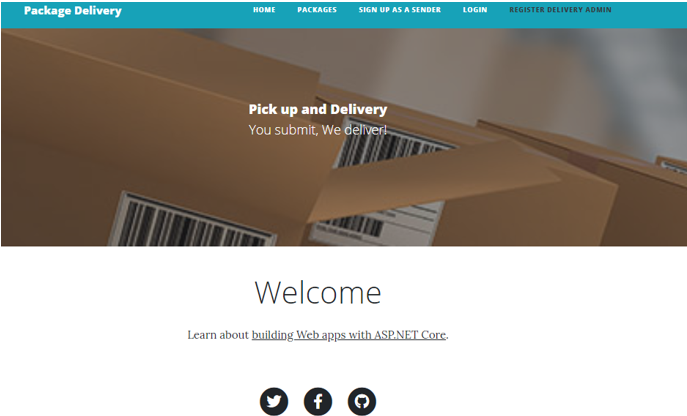 Package Delivery
HOME PACKAGES SIGN UP AS A SENDER LOGIN REGISTER DELIVERY ADMIN
Pick up and Delivery
You submit, We deliver!
Welcome
Learn about building Web apps with ASP.NET Core.